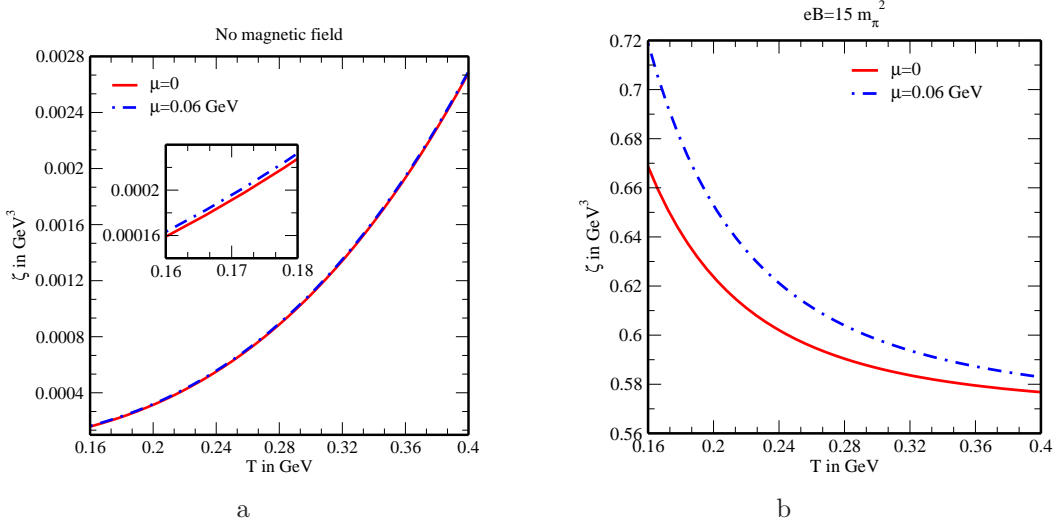 No magnetic field
μ=0
μ=0.06 GeV
0.0028
0.0024
0.002
0.0016
0.0012
0.0008
0.0004
ζ in GeV³
0.0002
0.00016
0.16 0.17 0.18
0.16 0.2 0.24 0.28 0.32 0.36 0.4
T in GeV
a
eB=15 mπ²
μ=0
μ=0.06 GeV
0.72
0.7
0.68
0.66
0.64
0.62
0.6
0.58
0.56
ζ in GeV³
0.16 0.2 0.24 0.28 0.32 0.36 0.4
T in GeV
b